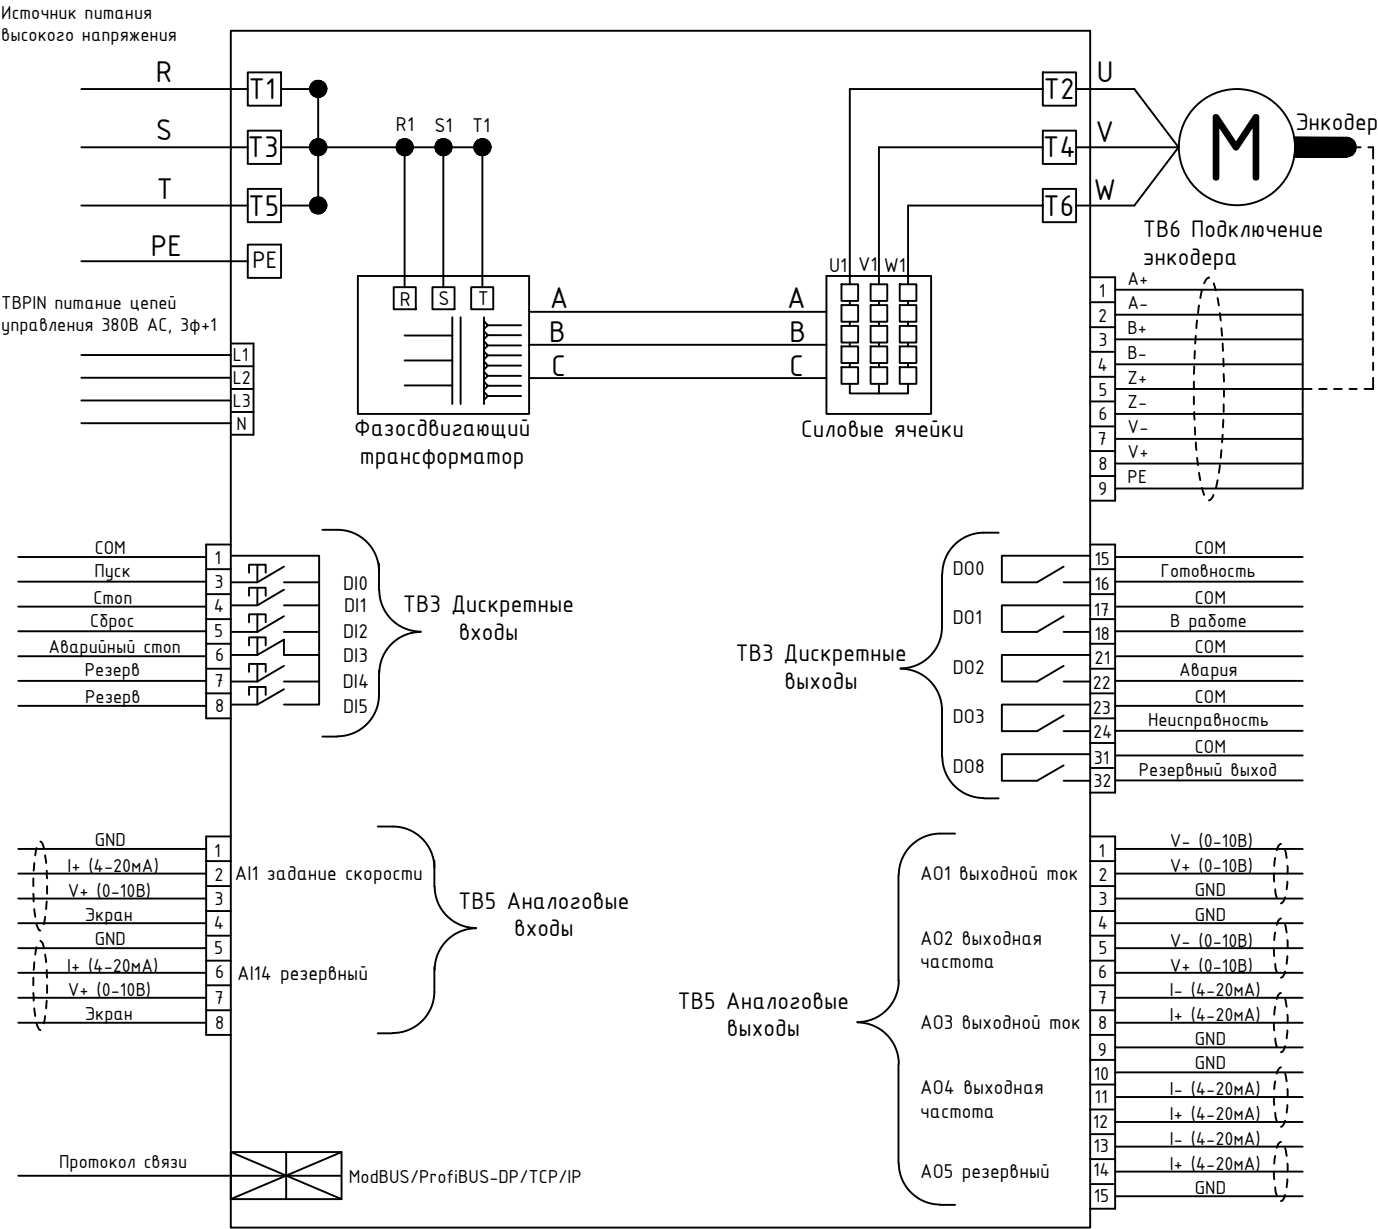 Источник питания
высокого напряжения
R
T1
S
T3
T
T5
PE
PE
R1 S1 T1
T2
U
T4
V
T6
W
M
Энкодер
TBPIN питание цепей
управления 380В AC, 3ф+1
L1
L2
L3
N
R S T
A
B
C
A
B
C
Фазосдвигающий
трансформатор
U1 V1 W1
Силовые ячейки
ТВ6 Подключение
энкодера
1 A+
2 A-
3 B+
4 B-
5 Z+
6 Z-
7 V-
8 V+
9 PE
COM 1
Пуск 3 DI0
Стоп 4 DI1
Сброс 5 DI2
Аварийный стоп 6 DI3
Резерв 7 DI4
Резерв 8 DI5
ТВ3 Дискретные
входы
ТВ3 Дискретные
выходы
15 COM
DO0 16 Готовность
17 COM
DO1 18 В работе
21 COM
DO2 22 Авария
23 COM
DO3 24 Неисправность
31 COM
DO8 32 Резервный выход
GND 1
I+ (4-20мА) 2 AI1 задание скорости
V+ (0-10В) 3
Экран 4
GND 5
I+ (4-20мА) 6 AI14 резервный
V+ (0-10В) 7
Экран 8
ТВ5 Аналоговые
входы
ТВ5 Аналоговые
выходы
1 V- (0-10В)
AO1 выходной ток 2 V+ (0-10В)
3 GND
4 GND
AO2 выходная
частота
5 V- (0-10В)
6 V+ (0-10В)
7 I- (4-20мА)
AO3 выходной ток 8 I+ (4-20мА)
9 GND
10 GND
AO4 выходная
частота
11 I- (4-20мА)
12 I+ (4-20мА)
13 I- (4-20мА)
AO5 резервный 14 I+ (4-20мА)
15 GND
Протокол связи
ModBUS/ProfiBUS-DP/TCP/IP